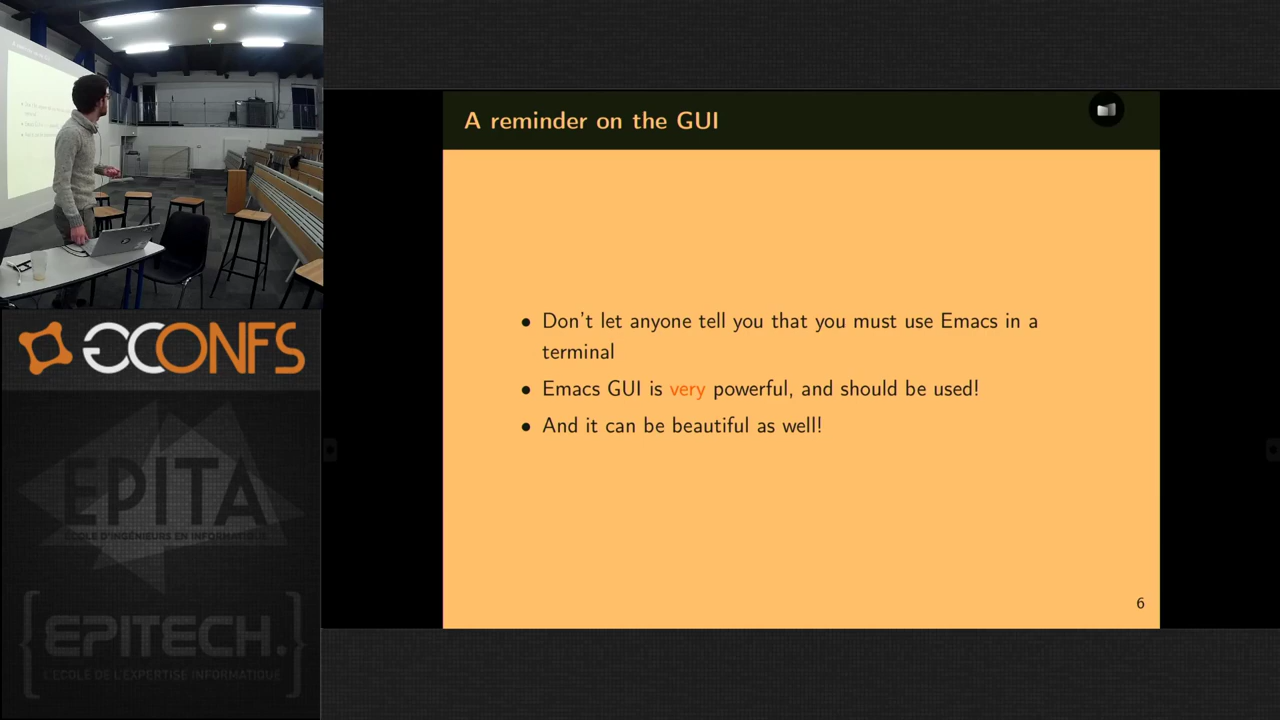 A reminder on the GUI
• Don't let anyone tell you that you must use Emacs in a
terminal
• Emacs GUI is very powerful, and should be used!
• And it can be beautiful as well!
6
GCONFS
EPITA
ÉCOLE D'INGÉNIEURS EN INFORMATIQUE
{EPITECH.}
L'ÉCOLE DE L'EXPERTISE INFORMATIQUE